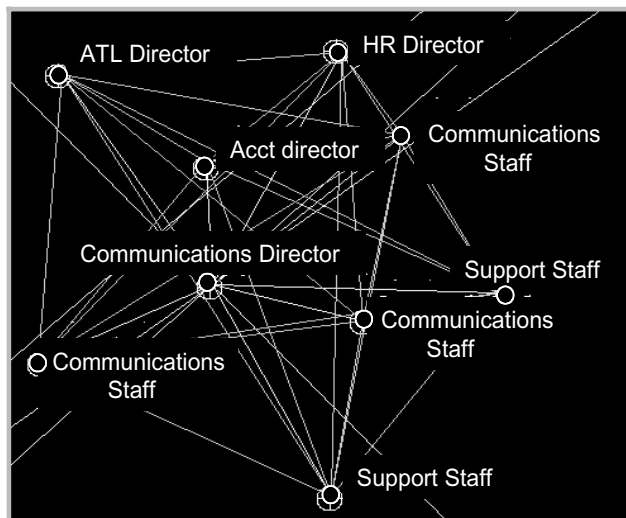 ATL Director
HR Director
Communications
Staff
Acct director
Communications Director
Support Staff
Communications
Staff
Communications
Staff
Support Staff